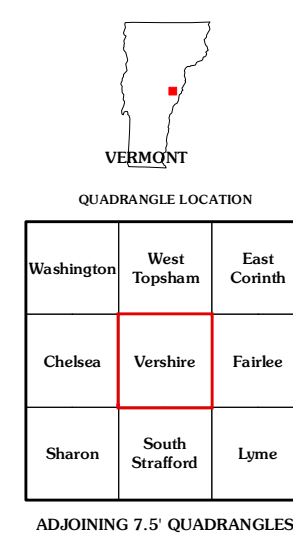 VERMONT
QUADRANGLE LOCATION
Washington
West
Topsham
East
Corinth
Chelsea
Vershire
Fairlee
Sharon
South
Strafford
Lyme
ADJOINING 7.5' QUADRANGLES